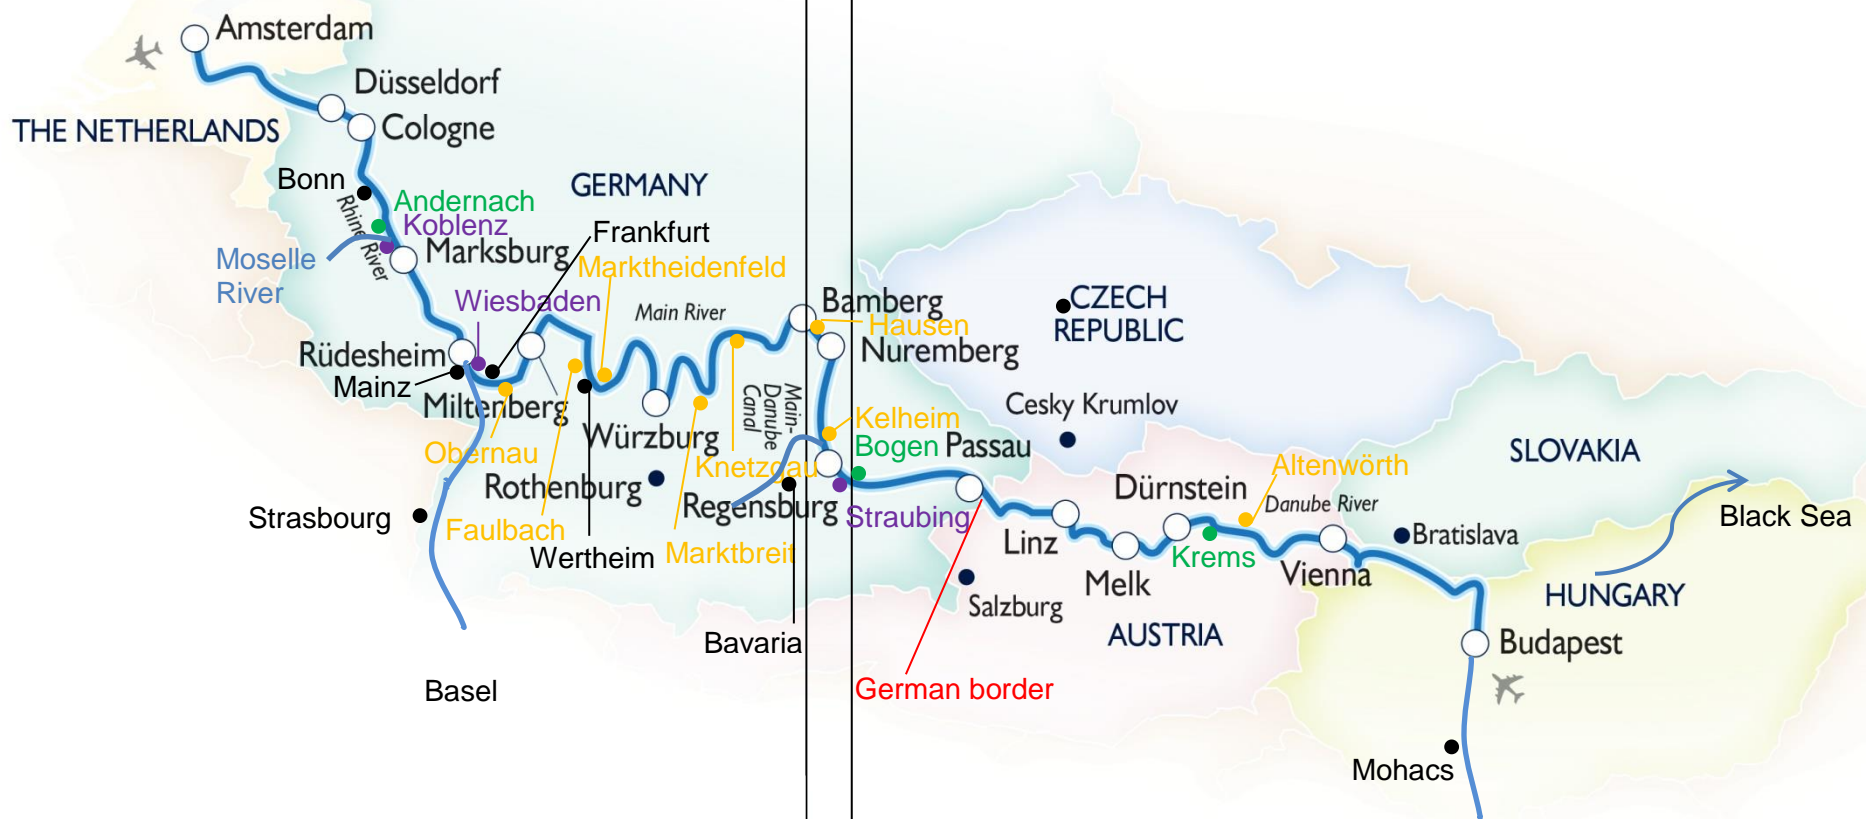 Amsterdam
Düsseldorf
THE NETHERLANDS
Cologne
Bonn
GERMANY
Andernach
Koblenz
Rhine River
Frankfurt
Moselle
River
Marksburg
Marktheidenfeld
Wiesbaden
Main River
Bamberg
Hausen
CZECH
REPUBLIC
Rüdesheim
Nuremberg
Mainz
Miltenberg
Main-
Danube
Canal
Cesky Krumlov
Kelheim
Würzburg
Bogen
Passau
Obernau
Knetzgau
SLOVAKIA
Altenwörth
Rothenburg
Dürnstein
Danube River
Regensburg
Strasbourg
Straubing
Black Sea
Faulbach
Linz
Bratislava
Wertheim
Marktbreit
Krems
Vienna
Melk
HUNGARY
Salzburg
AUSTRIA
Bavaria
Budapest
Basel
German border
Mohacs